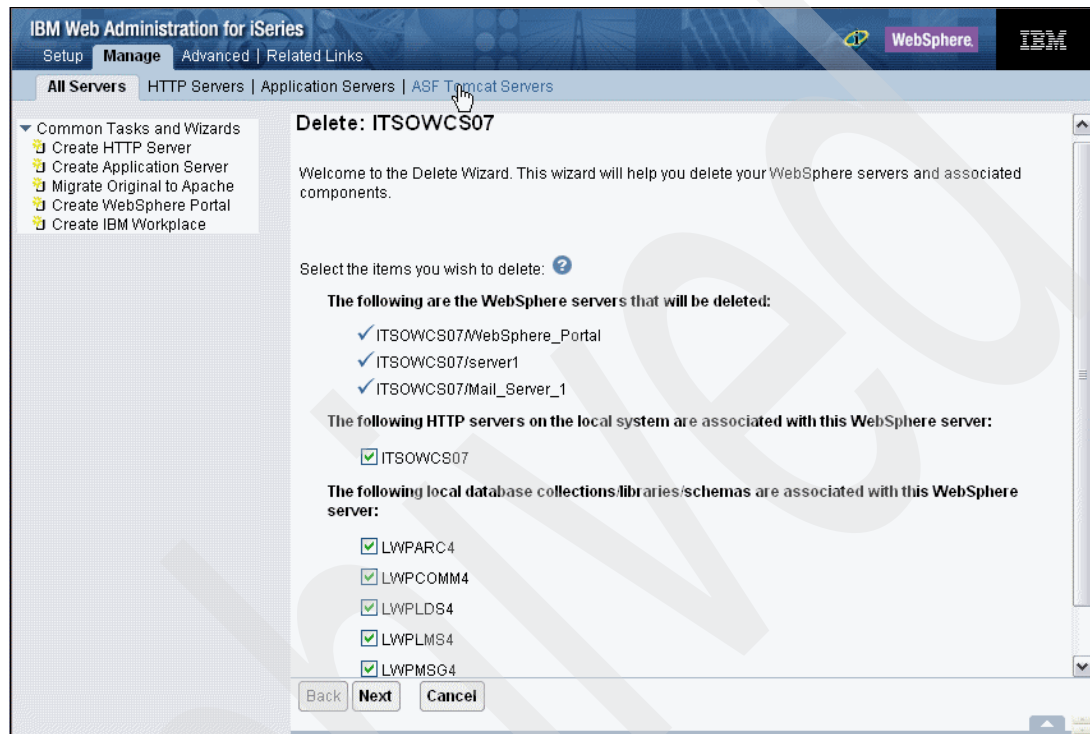 IBM Web Administration for iSeries
Setup Manage Advanced | Related Links
WebSphere.
IBM
All Servers HTTP Servers | Application Servers | ASF Tomcat Servers
Common Tasks and Wizards
Create HTTP Server
Create Application Server
Migrate Original to Apache
Create WebSphere Portal
Create IBM Workplace
Delete: ITSOWCS07
Welcome to the Delete Wizard. This wizard will help you delete your WebSphere servers and associated
components.
Select the items you wish to delete: ?
The following are the WebSphere servers that will be deleted:
ITSOWCS07/WebSphere_Portal
ITSOWCS07/server1
ITSOWCS07/Mail_Server_1
The following HTTP servers on the local system are associated with this WebSphere server:
ITSOWCS07
The following local database collections/libraries/schemas are associated with this WebSphere
server:
LWPARC4
LWPCOMM4
LWPLDS4
LWPLMS4
LWPMSG4
Back Next Cancel